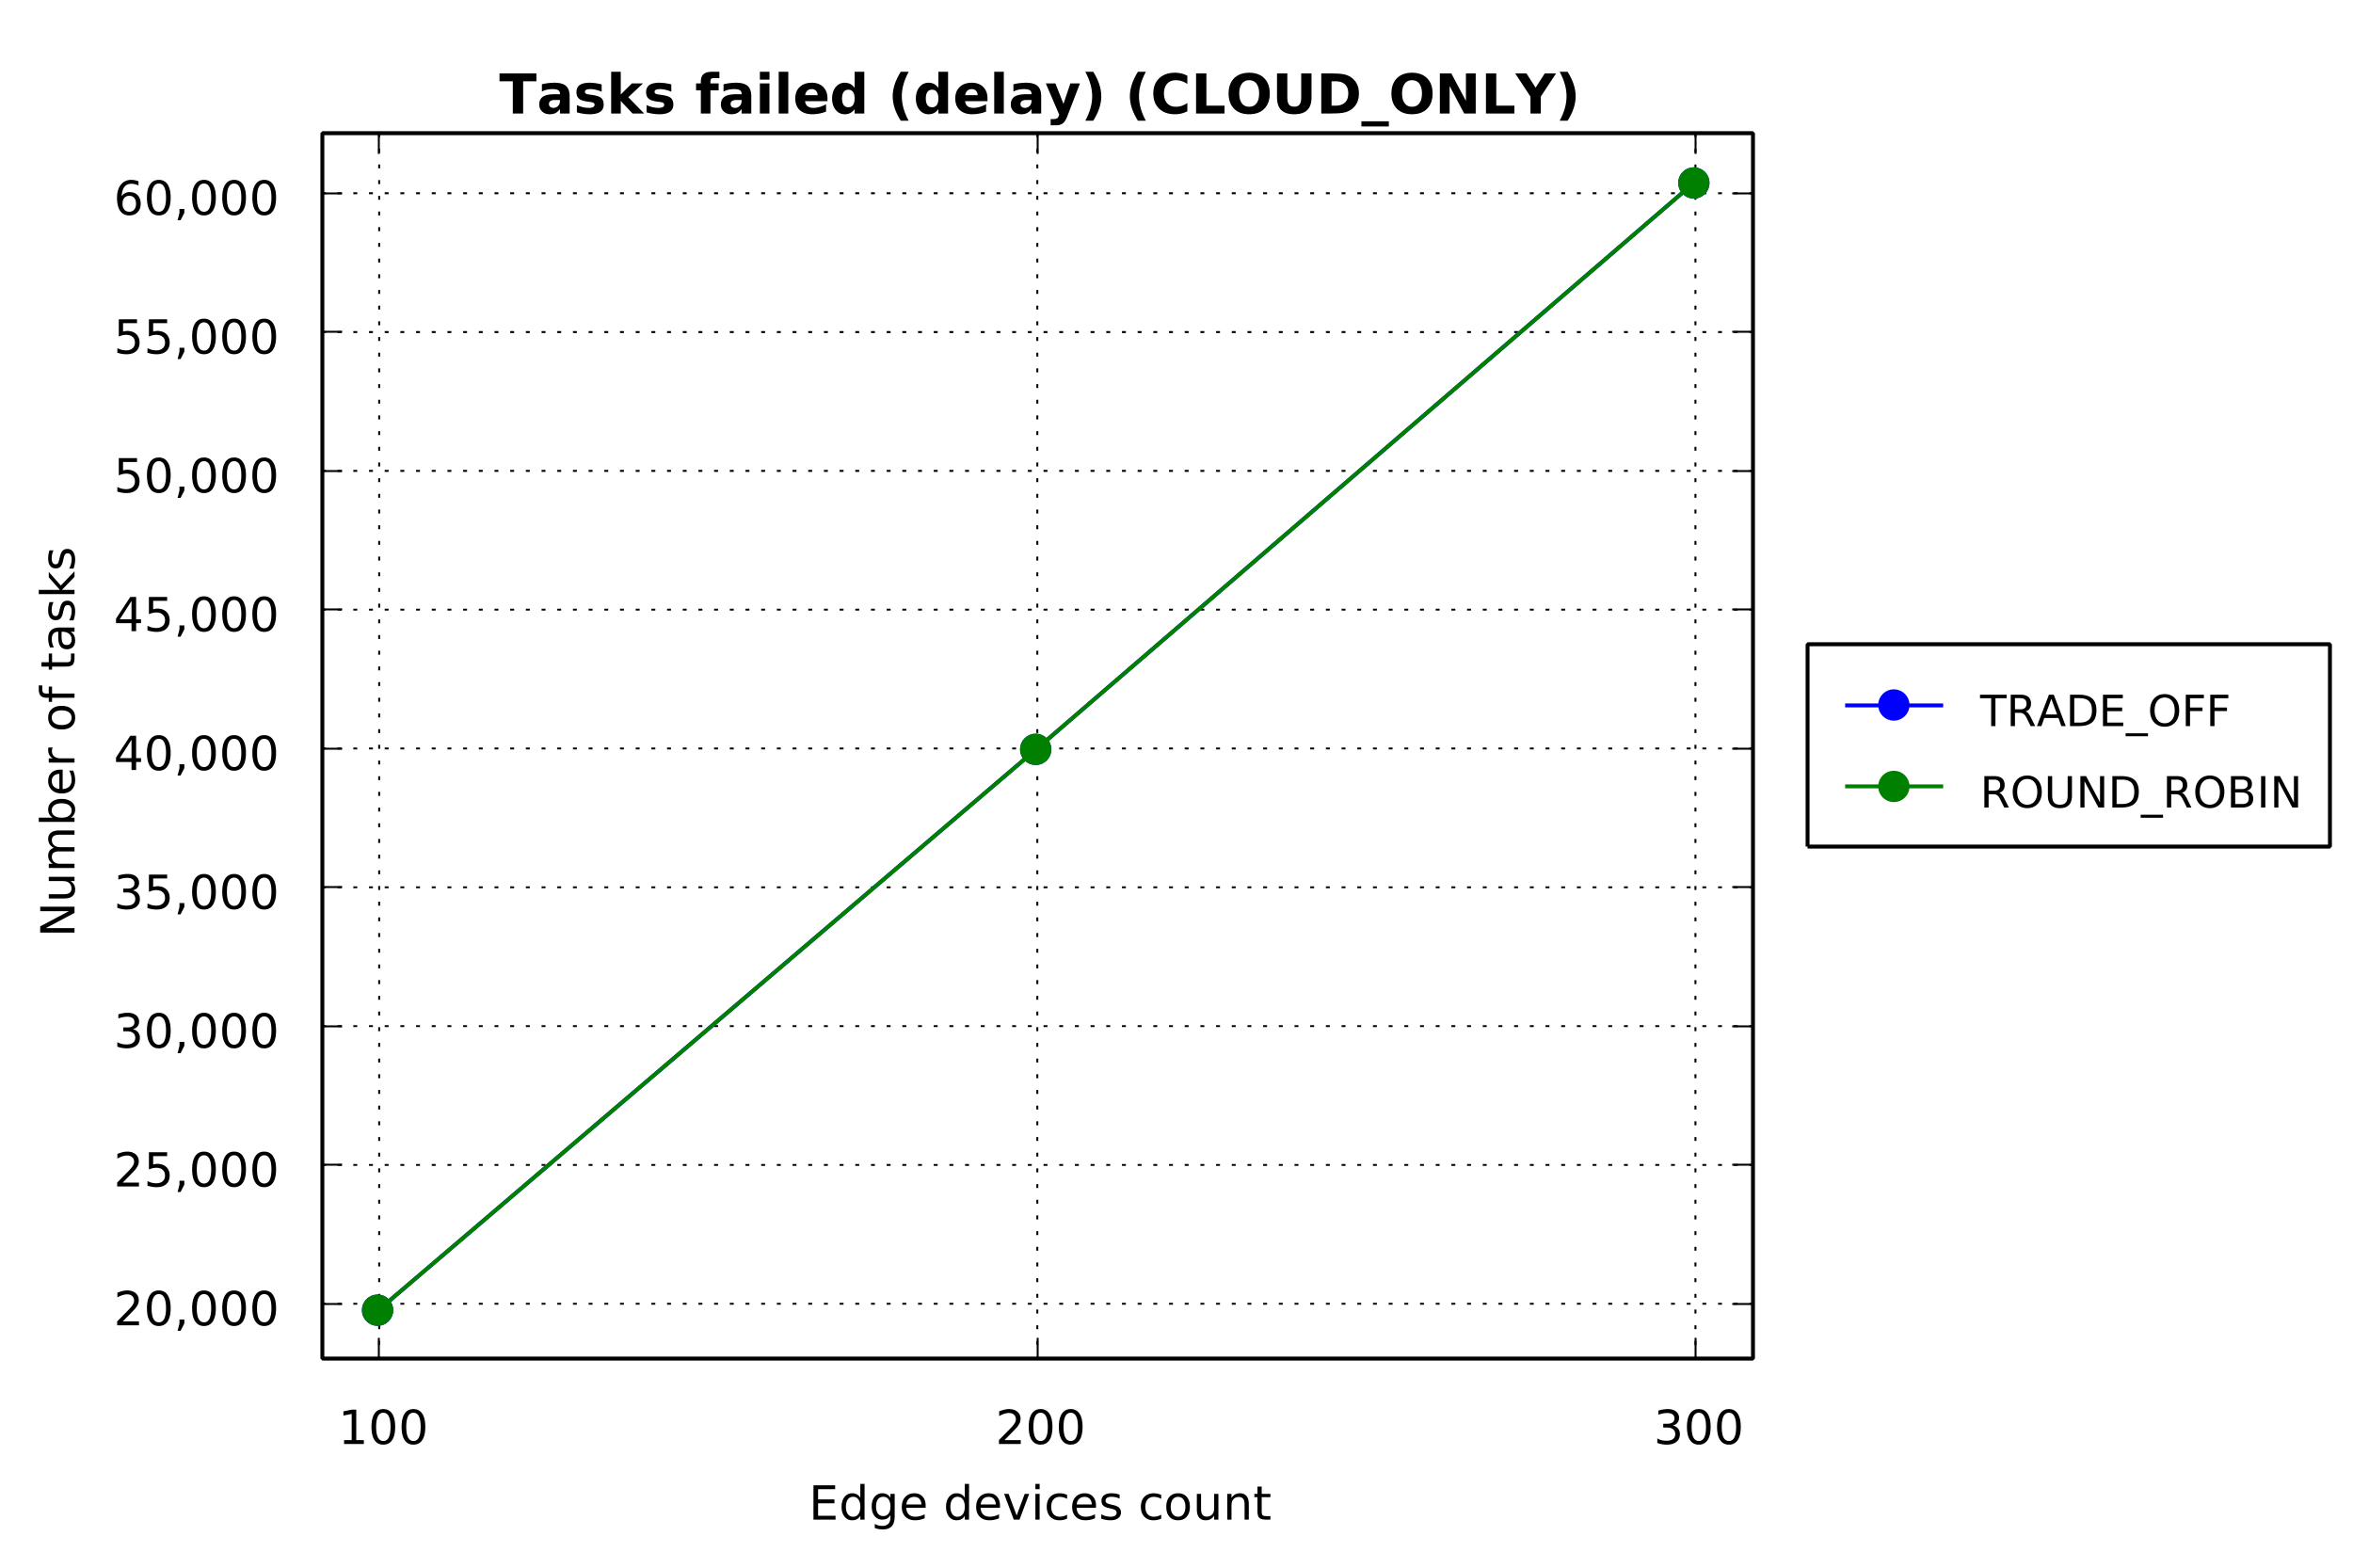 Tasks failed (delay) (CLOUD_ONLY)
60,000
55,000
50,000
45,000
40,000
35,000
30,000
25,000
20,000
Number of tasks
100 200 300
Edge devices count
TRADE_OFF
ROUND_ROBIN